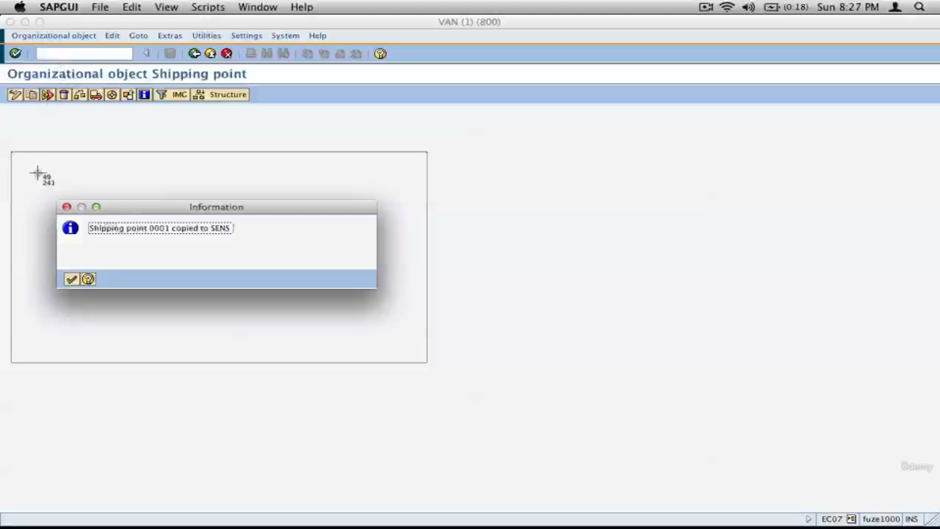 SAPGUI File Edit View Scripts Window Help (0:18) Sun 8:27 PM
VAN (1) (800)
Organizational object Edit Goto Extras Utilities Settings System Help
Organizational object Shipping point
IMG Structure
49
241
Information
Shipping point 0001 copied to SENS
udemy
EC07 fuze1000 INS